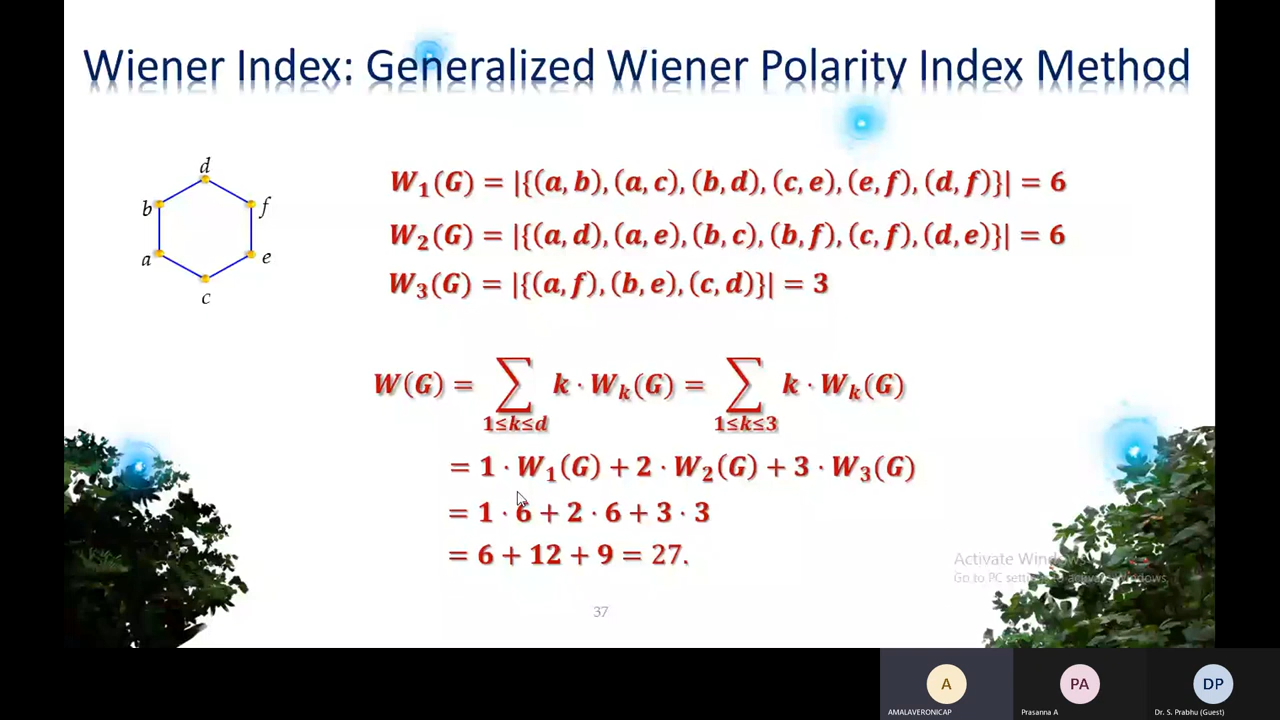 Wiener Index: Generalized Wiener Polarity Index Method
d
b
f
a
e
c
W₁(G) = |{(a, b), (a, c), (b, d), (c, e), (e, f), (d, f)}| = 6
W₂(G) = |{(a, d), (a, e), (b, c), (b, f), (c, f), (d, e)}| = 6
W₃(G) = |{(a, f), (b, e), (c, d)}| = 3
W(G) = ∑ k · Wₖ(G) = ∑ k · Wₖ(G)
1≤k≤d 1≤k≤3
= 1 · W₁(G) + 2 · W₂(G) + 3 · W₃(G)
= 1 · 6 + 2 · 6 + 3 · 3
= 6 + 12 + 9 = 27.
Activate Windows
Go to PC settings to activate Windows.
37
A
PA
DP
AMALAVERONICAP
Prasanna A
Dr. S. Prabhu (Guest)